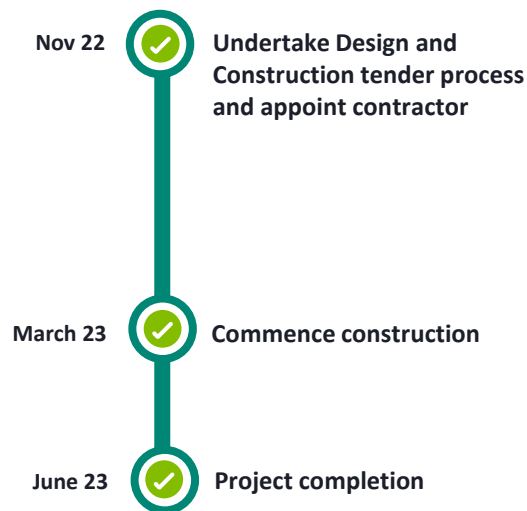 Nov 22
Undertake Design and
Construction tender process
and appoint contractor
March 23
Commence construction
June 23
Project completion